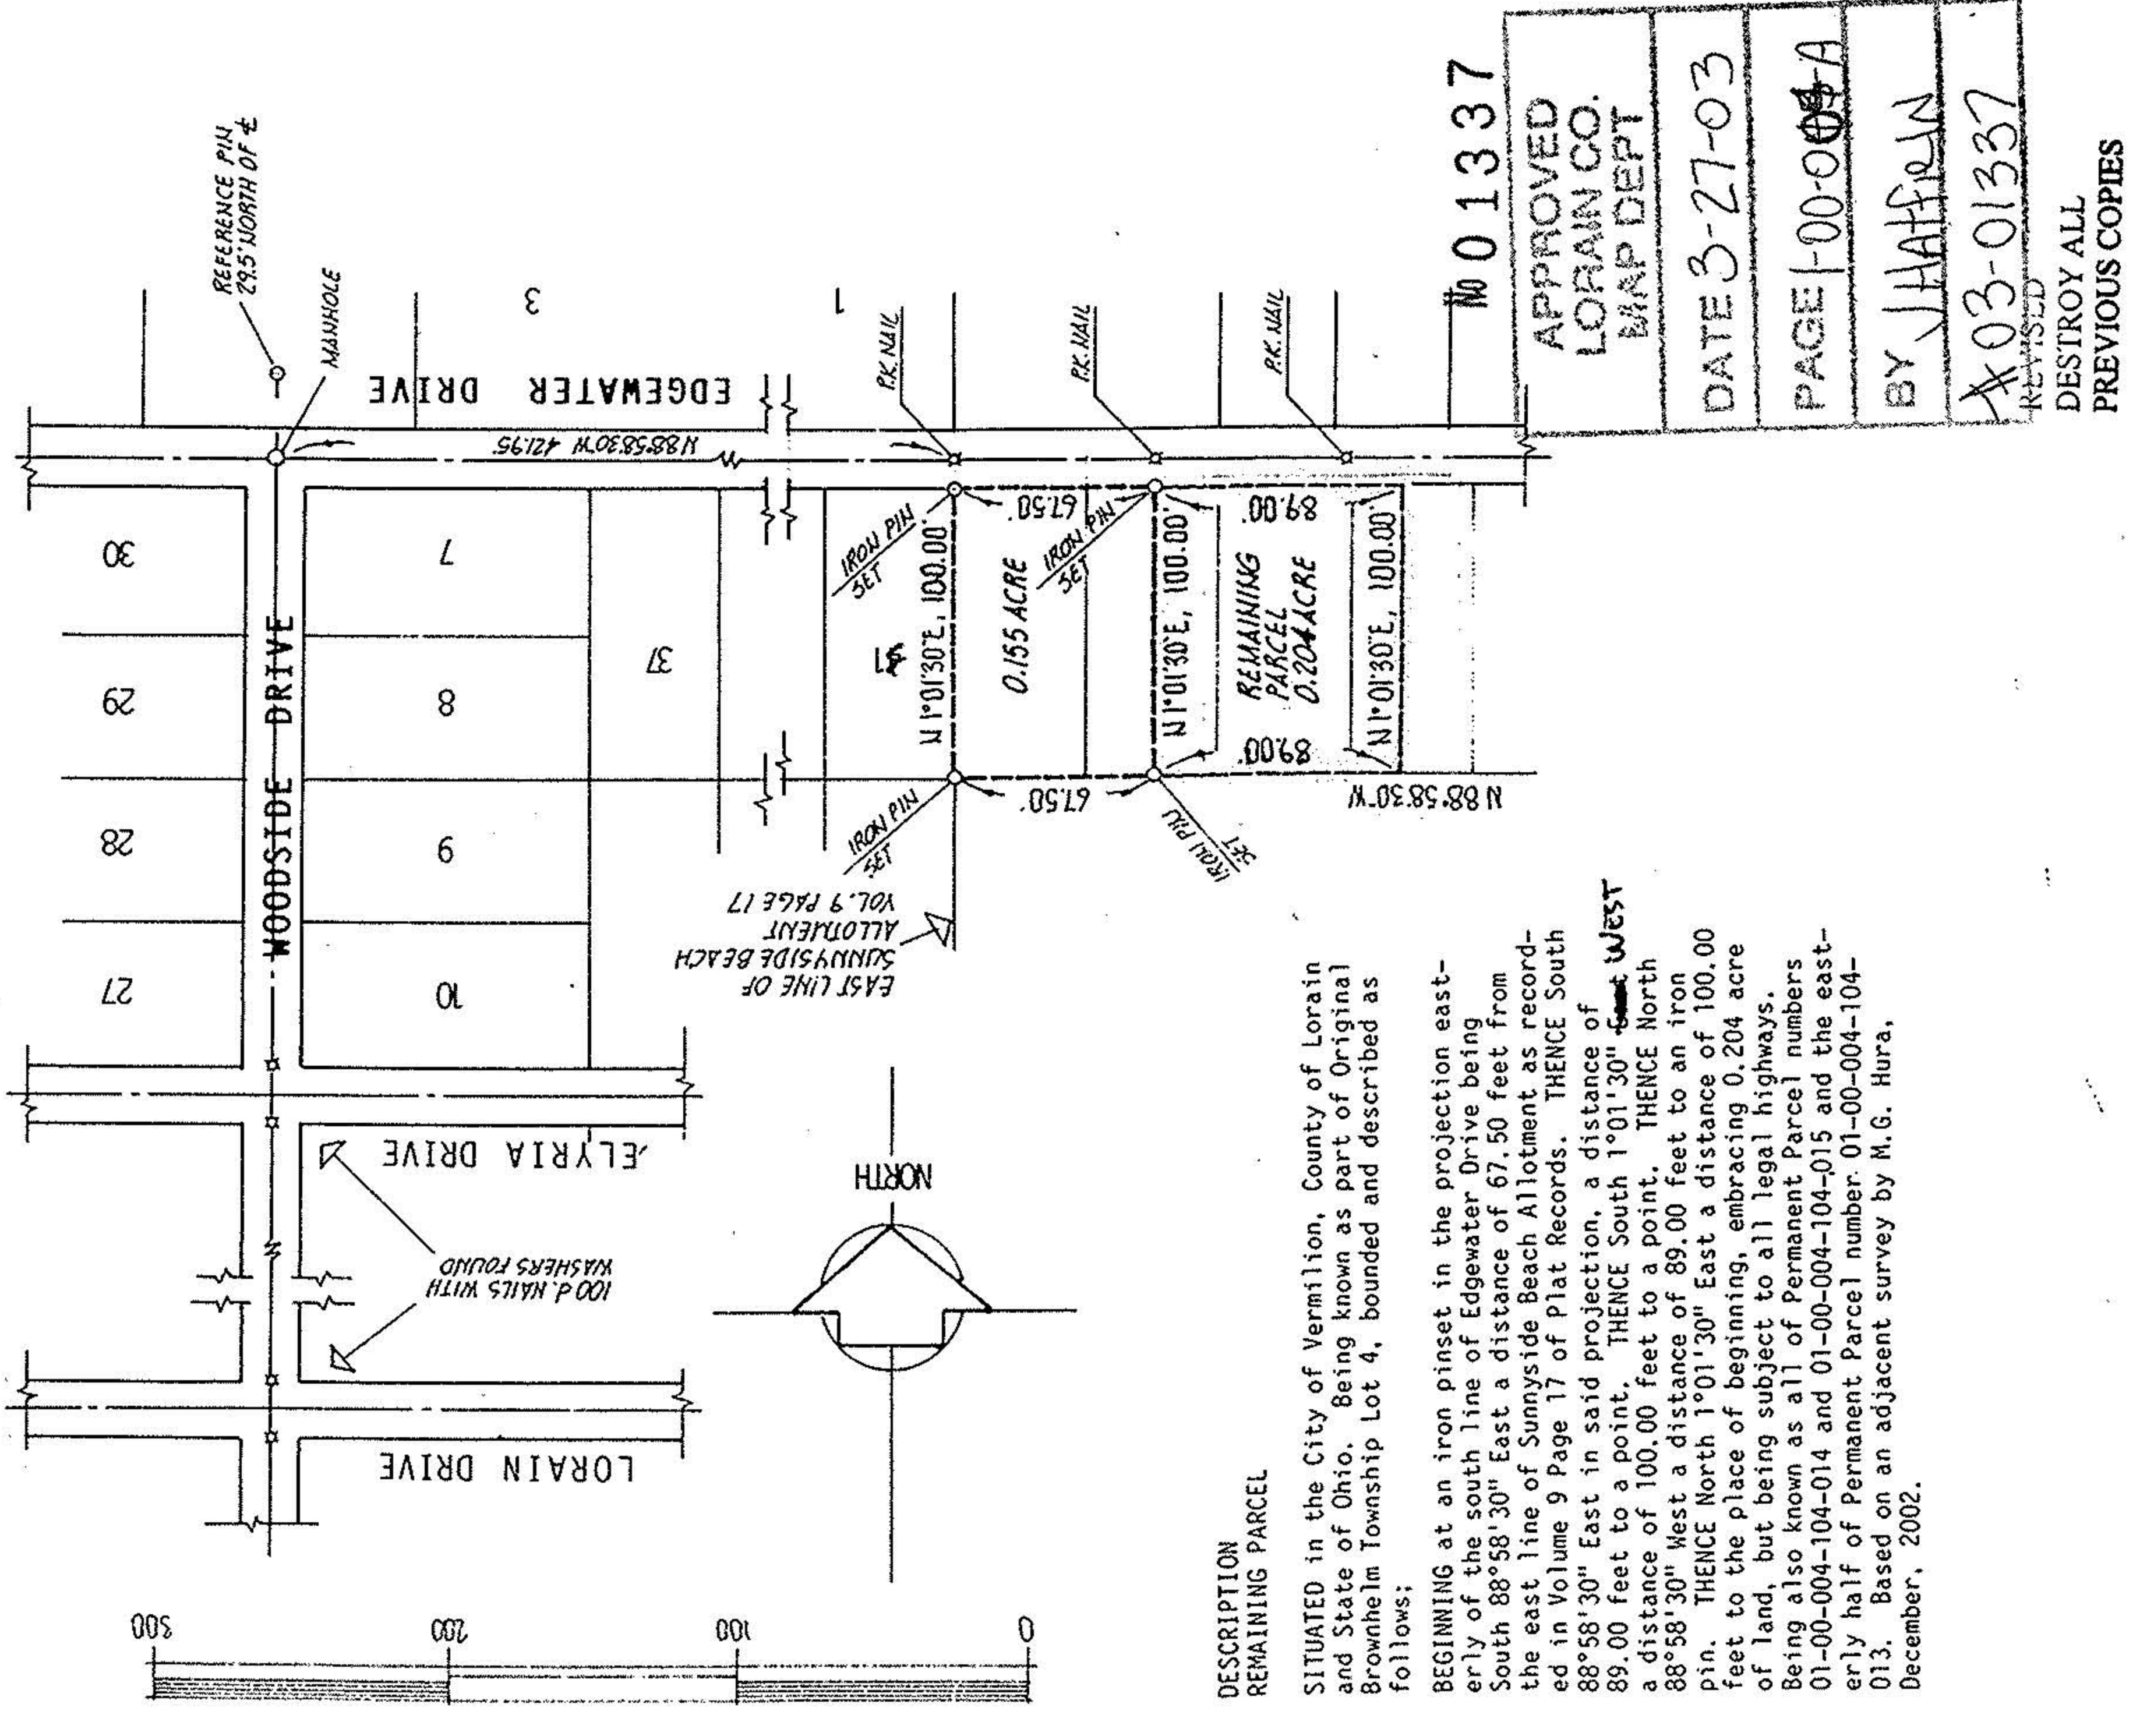 REFERENCE PIN
29.5' NORTH OF ℄
MANHOLE
EDGEWATER DRIVE
3
1
N 88°58'30"W 421.95'
P.K. NAIL
P.K. NAIL
P.K. NAIL
WOODSIDE DRIVE
30
29
28
27
7
8
9
10
37
IRON PIN
SET
N 1°01'30"E, 100.00'
67.50'
0.155 ACRE
IRON PIN
SET
N 1°01'30"E, 100.00'
89.00'
REMAINING
PARCEL
0.204 ACRE
N 1°01'30"E, 100.00'
89.00'
67.50'
IRON PIN
SET
IRON PIN
SET
N 88°58'30"W
EAST LINE OF
SUNNYSIDE BEACH
ALLOTMENT
VOL. 9 PAGE 17
ELYRIA DRIVE
100 d. NAILS WITH
WASHERS FOUND
LORAIN DRIVE
NORTH
0 100 200 300
DESCRIPTION
REMAINING PARCEL
SITUATED in the City of Vermilion, County of Lorain
and State of Ohio. Being known as part of Original
Brownhelm Township Lot 4, bounded and described as
follows:
BEGINNING at an iron pinset in the projection east-
erly of the south line of Edgewater Drive being
South 88°58'30" East a distance of 67.50 feet from
the east line of Sunnyside Beach Allotment as record-
ed in Volume 9 Page 17 of Plat Records. THENCE South
88°58'30" East in said projection, a distance of
89.00 feet to a point. THENCE South 1°01'30" WEST
a distance of 100.00 feet to a point. THENCE North
88°58'30" West a distance of 89.00 feet to an iron
pin. THENCE North 1°01'30" East a distance of 100.00
feet to the place of beginning, embracing 0.204 acre
of land, but being subject to all legal highways.
Being also known as all of Permanent Parcel numbers
01-00-004-104-014 and 01-00-004-104-015 and the east-
erly half of Permanent Parcel number 01-00-004-104-
013. Based on an adjacent survey by M.G. Hura,
December, 2002.
No 01337
APPROVED
LORAIN CO.
MAP DEPT
DATE 3-27-03
PAGE 1-00-
BY
03-01337
REVISED
DESTROY ALL
PREVIOUS COPIES